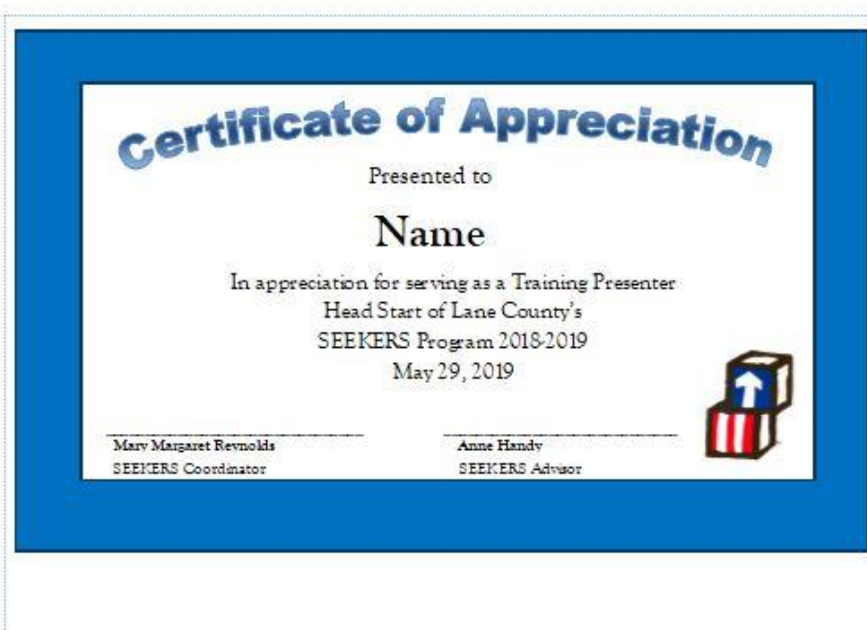 Certificate of Appreciation
Presented to
Name
In appreciation for serving as a Training Presenter
Head Start of Lane County's
SEEKERS Program 2018-2019
May 29, 2019
Mary Margaret Reynolds
SEEKERS Coordinator
Anne Handy
SEEKERS Advisor